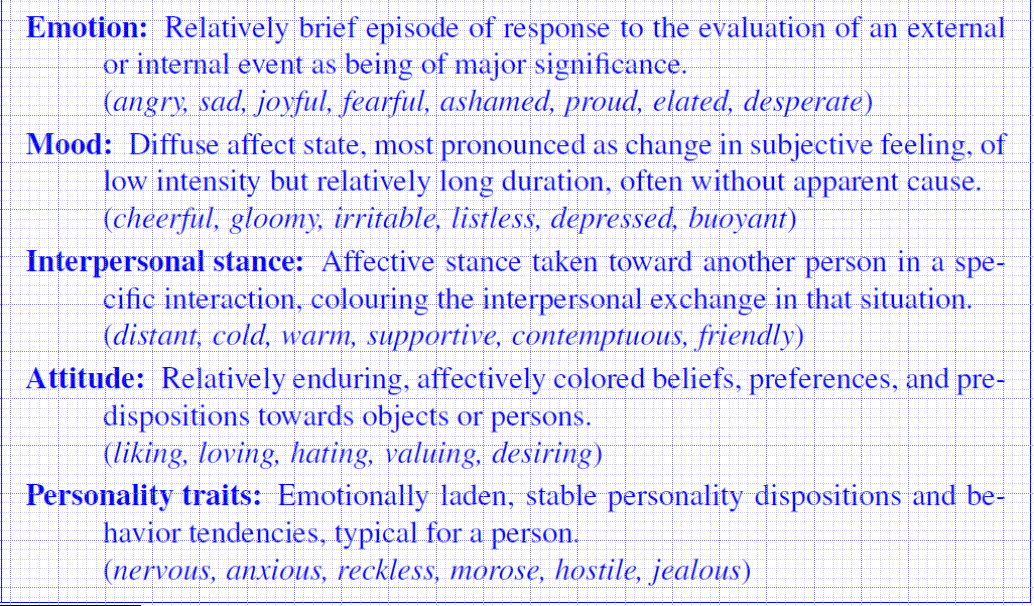 Emotion: Relatively brief episode of response to the evaluation of an external
or internal event as being of major significance.
(angry, sad, joyful, fearful, ashamed, proud, elated, desperate)
Mood: Diffuse affect state, most pronounced as change in subjective feeling, of
low intensity but relatively long duration, often without apparent cause.
(cheerful, gloomy, irritable, listless, depressed, buoyant)
Interpersonal stance: Affective stance taken toward another person in a spe-
cific interaction, colouring the interpersonal exchange in that situation.
(distant, cold, warm, supportive, contemptuous, friendly)
Attitude: Relatively enduring, affectively colored beliefs, preferences, and pre-
dispositions towards objects or persons.
(liking, loving, hating, valuing, desiring)
Personality traits: Emotionally laden, stable personality dispositions and be-
havior tendencies, typical for a person.
(nervous, anxious, reckless, morose, hostile, jealous)